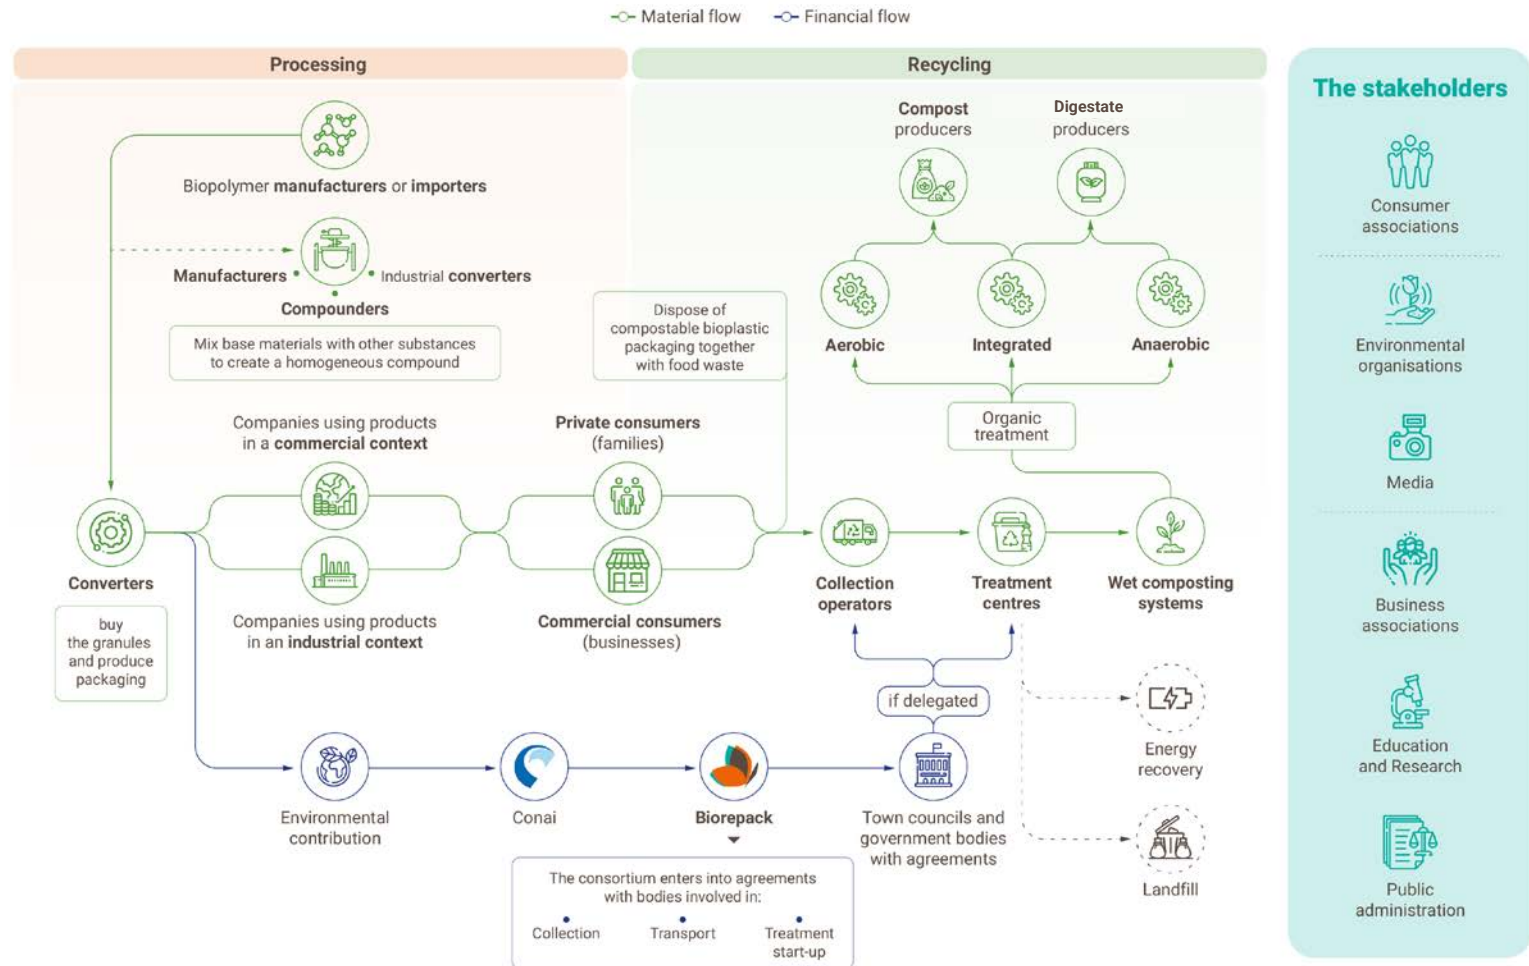 Material flow
Financial flow
Processing
Recycling
Biopolymer manufacturers or importers
Manufacturers
Industrial converters
Compounders
Mix base materials with other substances
to create a homogeneous compound
Companies using products
in a commercial context
Private consumers
(families)
Converters
buy
the granules
and produce
packaging
Companies using products
in an industrial context
Commercial consumers
(businesses)
Dispose of
compostable bioplastic
packaging together
with food waste
Compost
producers
Digestate
producers
Aerobic
Integrated
Anaerobic
Organic
treatment
Collection
operators
Treatment
centres
Wet composting
systems
if delegated
Energy
recovery
Landfill
Environmental
contribution
Conai
Biorepack
Town councils and
government bodies
with agreements
The consortium enters into agreements
with bodies involved in:
Collection
Transport
Treatment
start-up
The stakeholders
Consumer
associations
Environmental
organisations
Media
Business
associations
Education
and Research
Public
administration